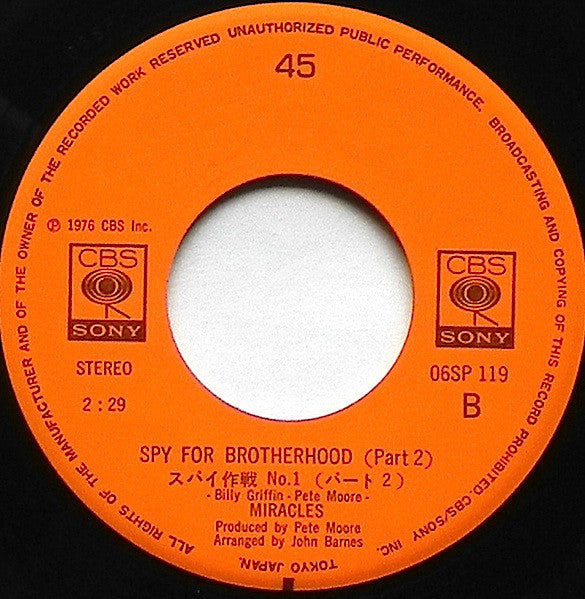 ALL RIGHTS OF THE MANUFACTURER AND OF THE OWNER OF THE RECORDED WORK RESERVED UNAUTHORIZED PUBLIC PERFORMANCE. BROADCASTING AND COPYING OF THIS RECORD PROHIBITED. CBS/SONY INC. TOKYO JAPAN.
45
℗ 1976 CBS Inc.
CBS
SONY
CBS
SONY
STEREO
06SP 119
2:29
B
SPY FOR BROTHERHOOD (Part 2)
スパイ作戦 No.1 (パート 2)
- Billy Griffin - Pete Moore -
MIRACLES
Produced by Pete Moore
Arranged by John Barnes